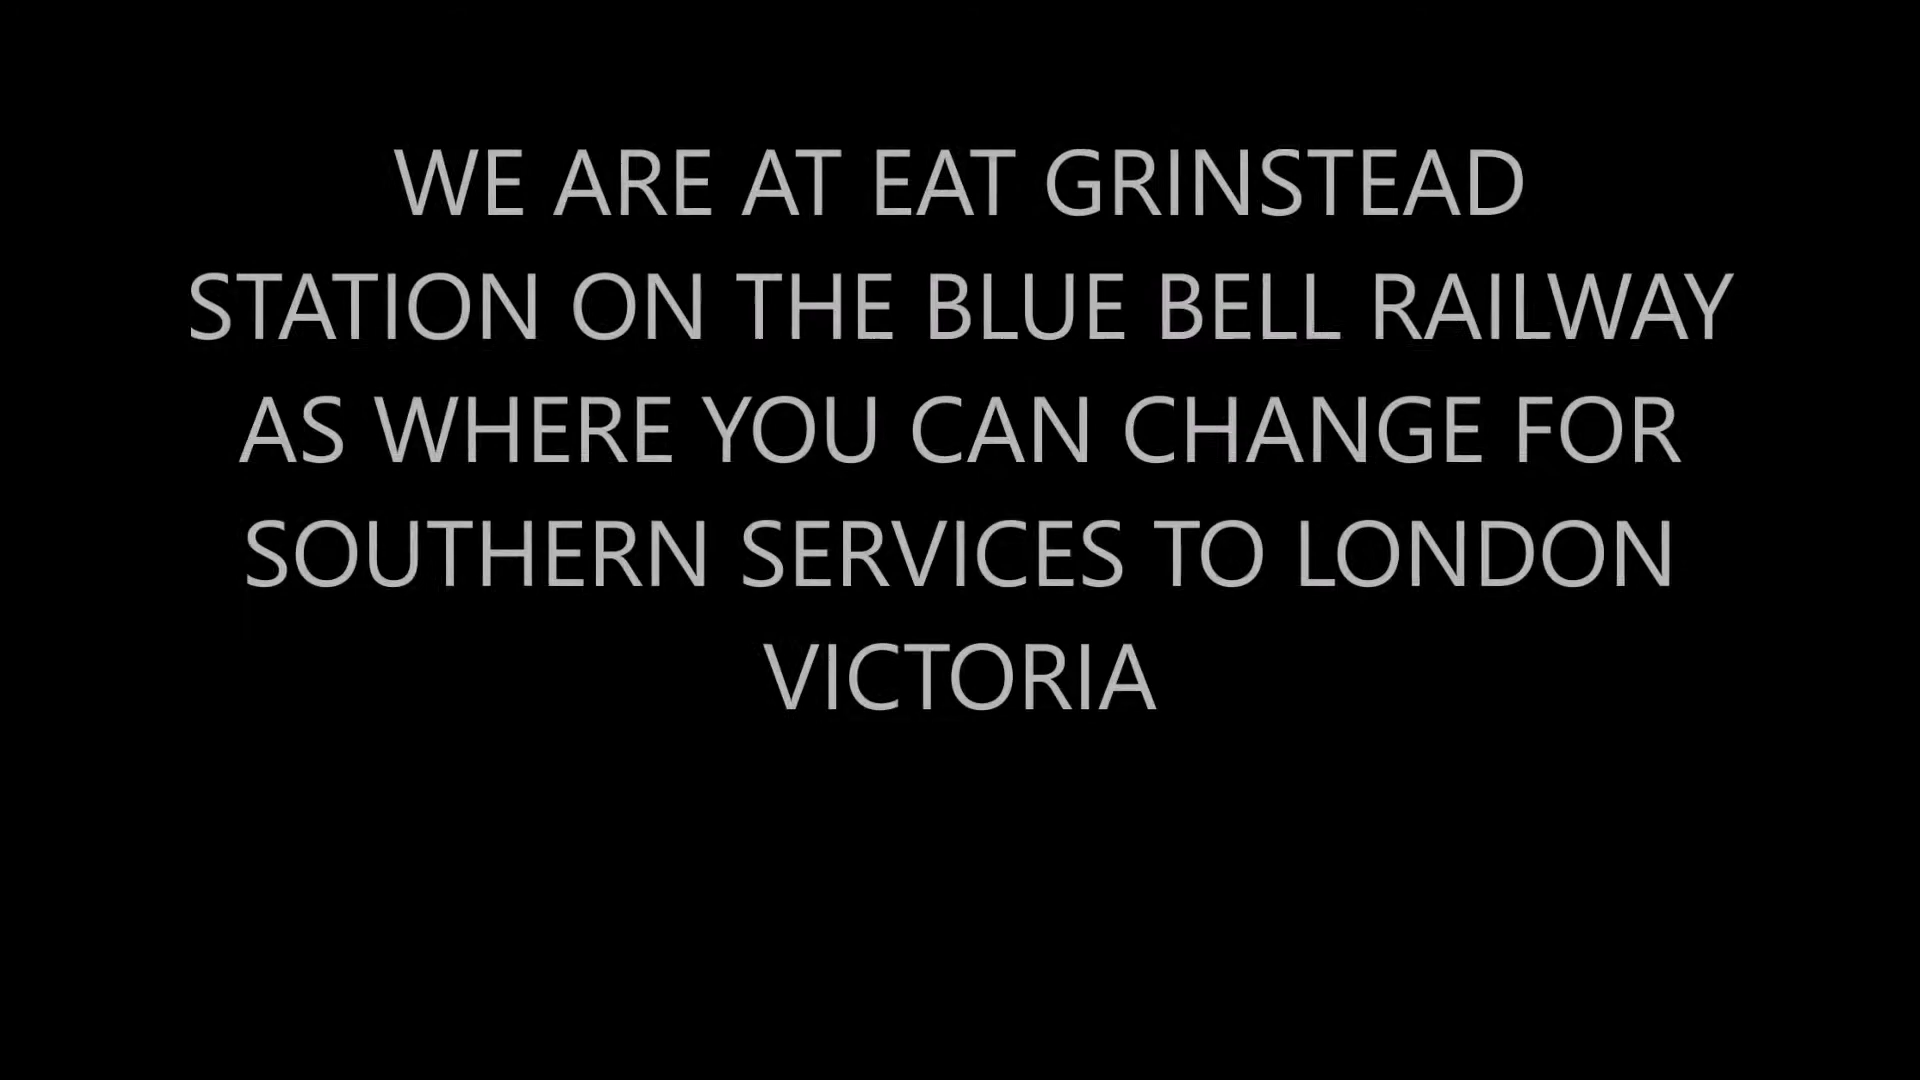 WE ARE AT EAT GRINSTEAD
STATION ON THE BLUE BELL RAILWAY
AS WHERE YOU CAN CHANGE FOR
SOUTHERN SERVICES TO LONDON
VICTORIA